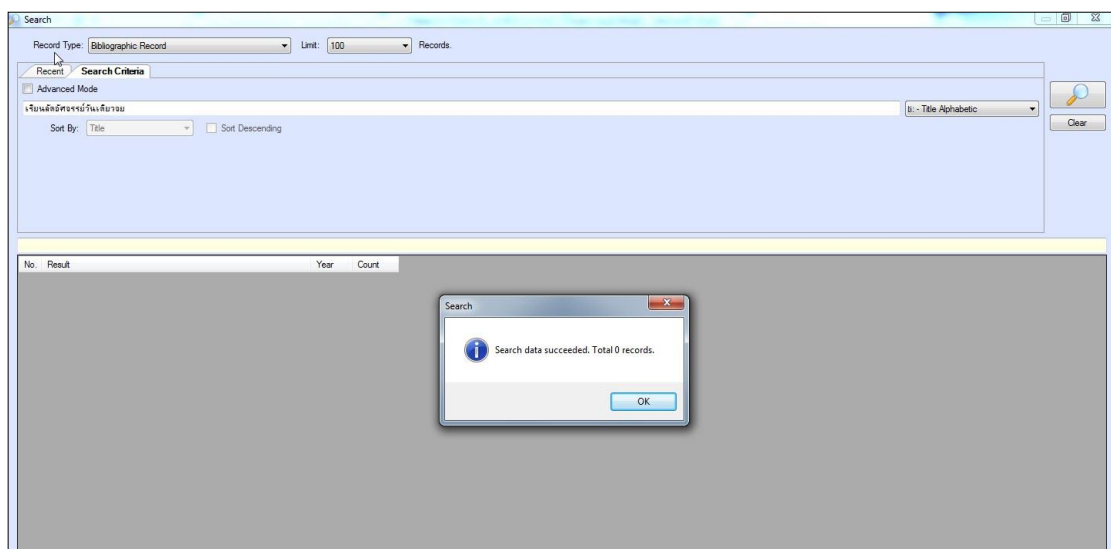 Search
Record Type: Bibliographic Record Limit: 100 Records.
Recent Search Criteria
Advanced Mode
เรียนลัดอัศจรรย์วันเดียวจบ - Title Alphabetic
Sort By: Title Sort Descending
Clear
No. Result Year Count
Search
Search data succeeded. Total 0 records.
OK